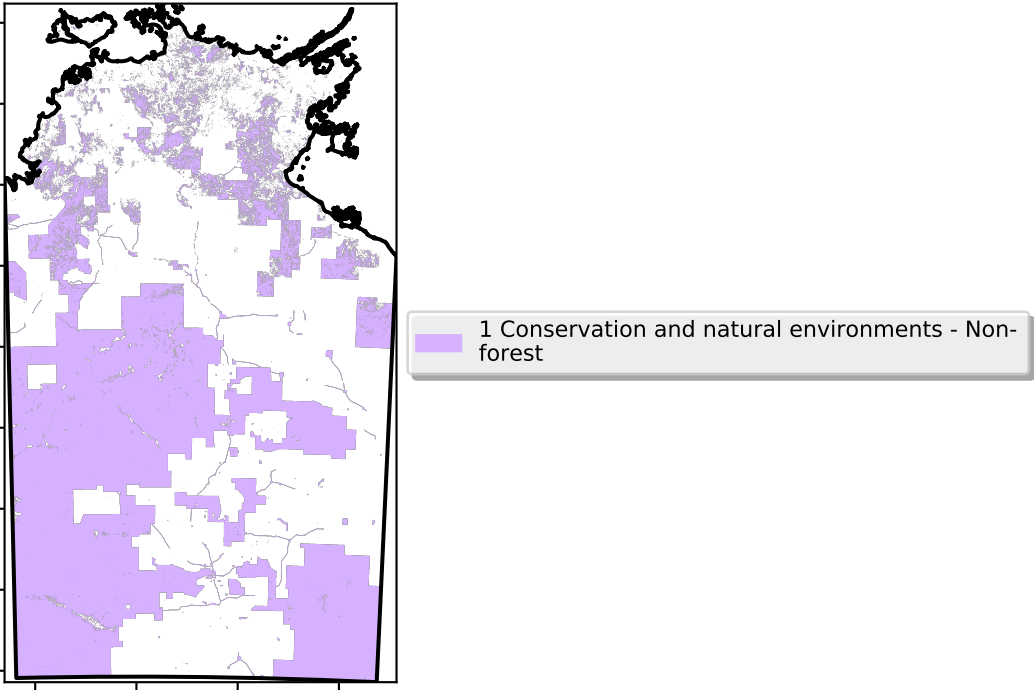 1 Conservation and natural environments - Non-
forest